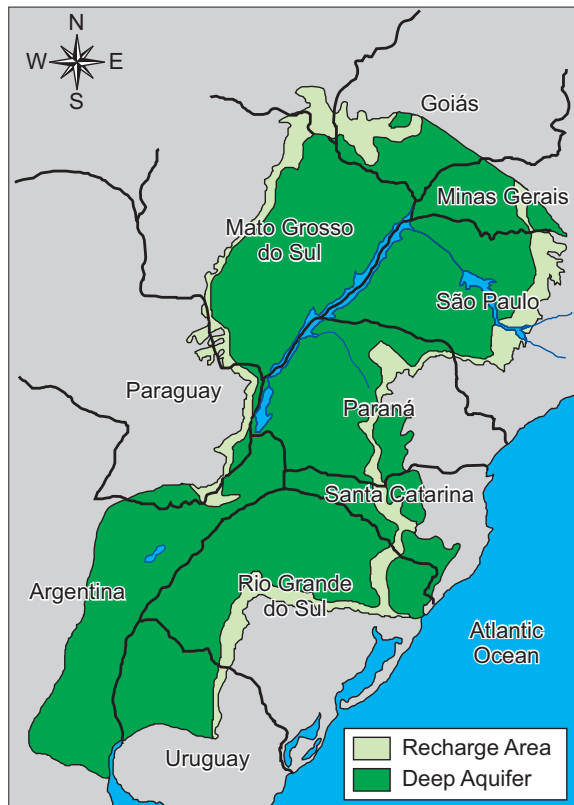 N
W E
S
Goiás
Minas Gerais
Mato Grosso
do Sul
São Paulo
Paraguay
Paraná
Santa Catarina
Argentina
Rio Grande
do Sul
Atlantic
Ocean
Uruguay
Recharge Area
Deep Aquifer